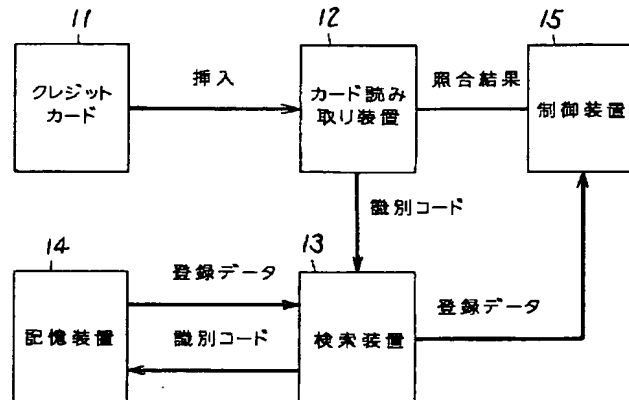 11
12
15
クレジット
カード
挿入
カード読み
取り装置
照合結果
制御装置
識別コード
14
13
登録データ
登録データ
記憶装置
識別コード
検索装置